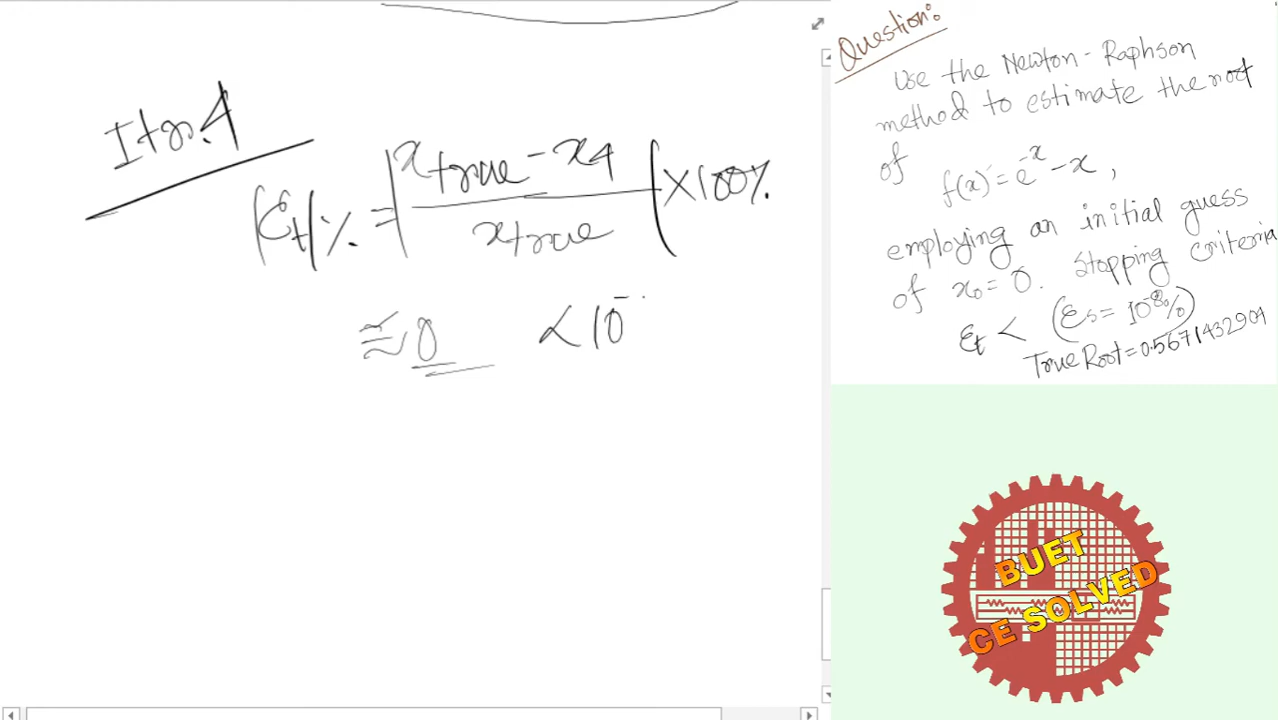 Itr.4
|εt|% = |(xtrue - x4) / xtrue| × 100%
≅ 0 < 10⁻
Question:
Use the Newton-Raphson
method to estimate the root
of
f(x) = e⁻ˣ - x,
employing an initial guess
of x₀ = 0. Stopping criteria
εt < (εs = 10⁻⁸%)
True Root = 0.5671432904
BUET
CE SOLVED